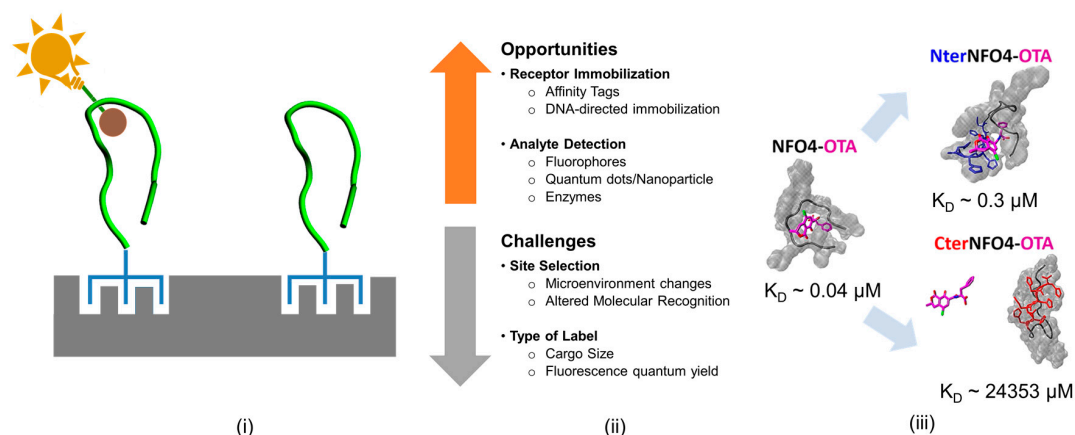 Opportunities
• Receptor Immobilization
o Affinity Tags
o DNA-directed immobilization
• Analyte Detection
o Fluorophores
o Quantum dots/Nanoparticle
o Enzymes
Challenges
• Site Selection
o Microenvironment changes
o Altered Molecular Recognition
• Type of Label
o Cargo Size
o Fluorescence quantum yield
NFO4-OTA
K_D ~ 0.04 µM
NterNFO4-OTA
K_D ~ 0.3 µM
CterNFO4-OTA
K_D ~ 24353 µM
(i)
(ii)
(iii)